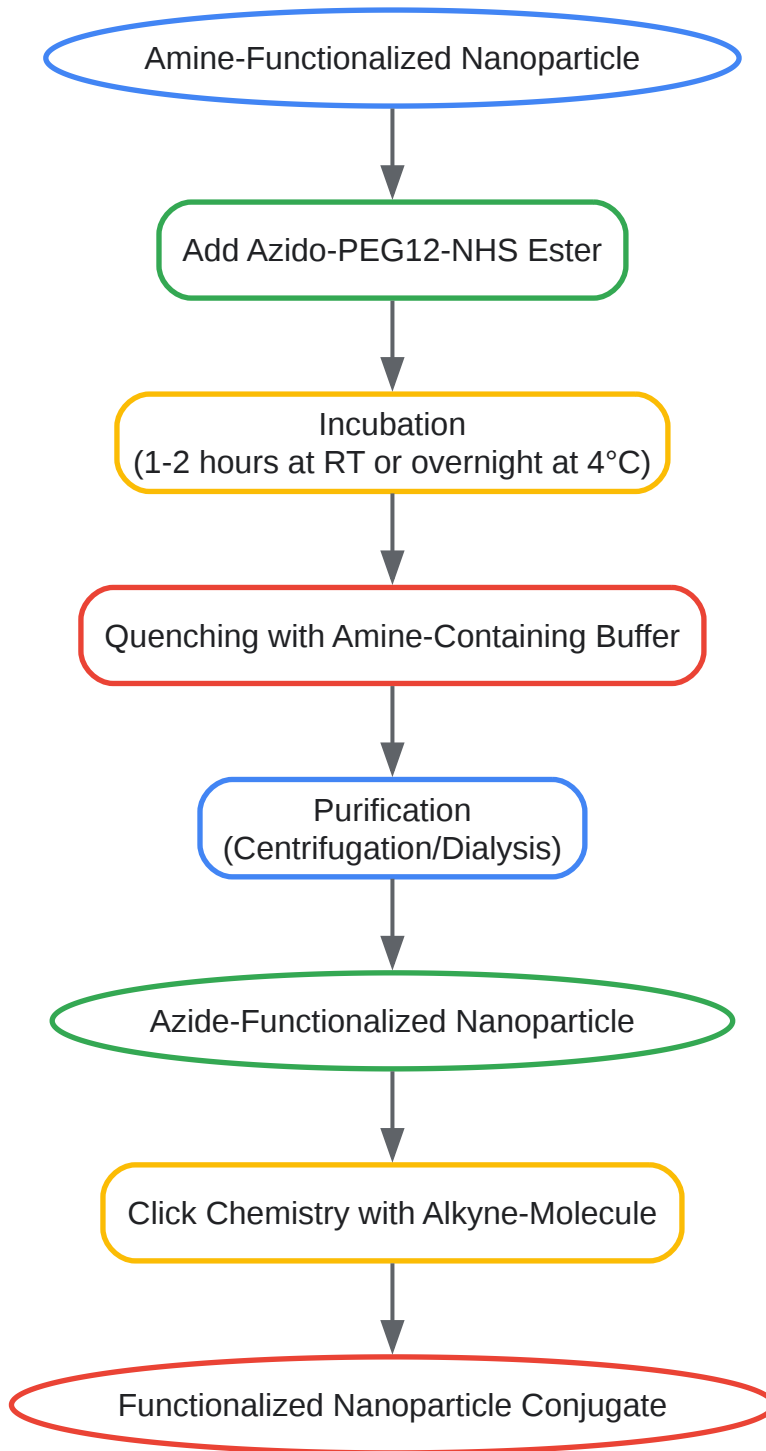 Amine-Functionalized Nanoparticle
Add Azido-PEG12-NHS Ester
Incubation
(1-2 hours at RT or overnight at 4°C)
Quenching with Amine-Containing Buffer
Purification
(Centrifugation/Dialysis)
Azide-Functionalized Nanoparticle
Click Chemistry with Alkyne-Molecule
Functionalized Nanoparticle Conjugate